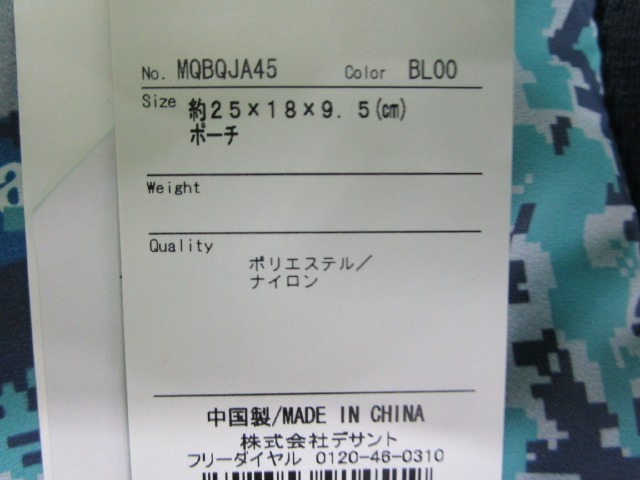 No. MQBQJA45 Color BL00
Size 約25×18×9.5(cm)
ポーチ
Weight
Quality
ポリエステル/
ナイロン
中国製/MADE IN CHINA
株式会社デサント
フリーダイヤル 0120-46-0310
a